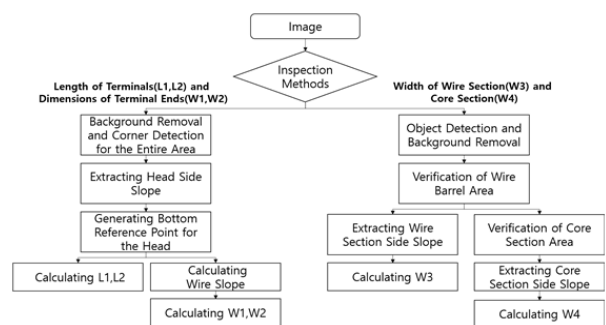 Image
Inspection
Methods
Length of Terminals(L1,L2) and
Dimensions of Terminal Ends(W1,W2)
Width of Wire Section(W3) and
Core Section(W4)
Background Removal
and Corner Detection
for the Entire Area
Extracting Head Side
Slope
Generating Bottom
Reference Point for
the Head
Calculating L1,L2
Calculating
Wire Slope
Calculating W1,W2
Object Detection and
Background Removal
Verification of Wire
Barrel Area
Extracting Wire
Section Side Slope
Calculating W3
Verification of Core
Section Area
Extracting Core
Section Side Slope
Calculating W4